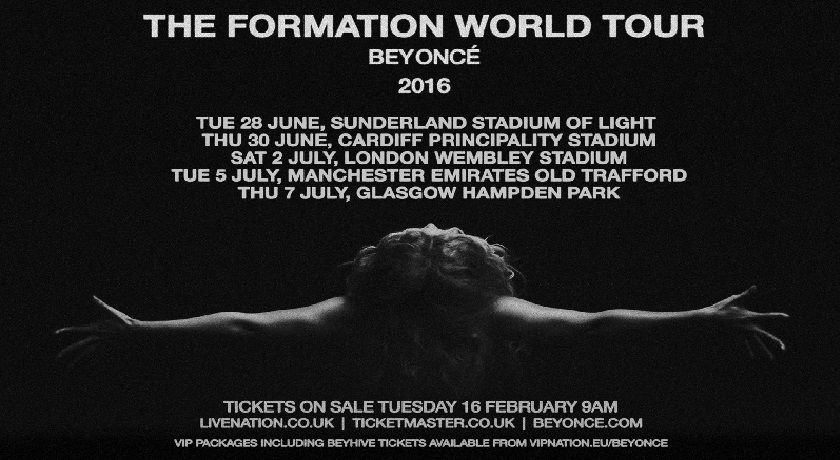 THE FORMATION WORLD TOUR
BEYONCÉ
2016
TUE 28 JUNE, SUNDERLAND STADIUM OF LIGHT
THU 30 JUNE, CARDIFF PRINCIPALITY STADIUM
SAT 2 JULY, LONDON WEMBLEY STADIUM
TUE 5 JULY, MANCHESTER EMIRATES OLD TRAFFORD
THU 7 JULY, GLASGOW HAMPDEN PARK
TICKETS ON SALE TUESDAY 16 FEBRUARY 9AM
LIVENATION.CO.UK | TICKETMASTER.CO.UK | BEYONCE.COM
VIP PACKAGES INCLUDING BEYHIVE TICKETS AVAILABLE FROM VIPNATION.EU/BEYONCE